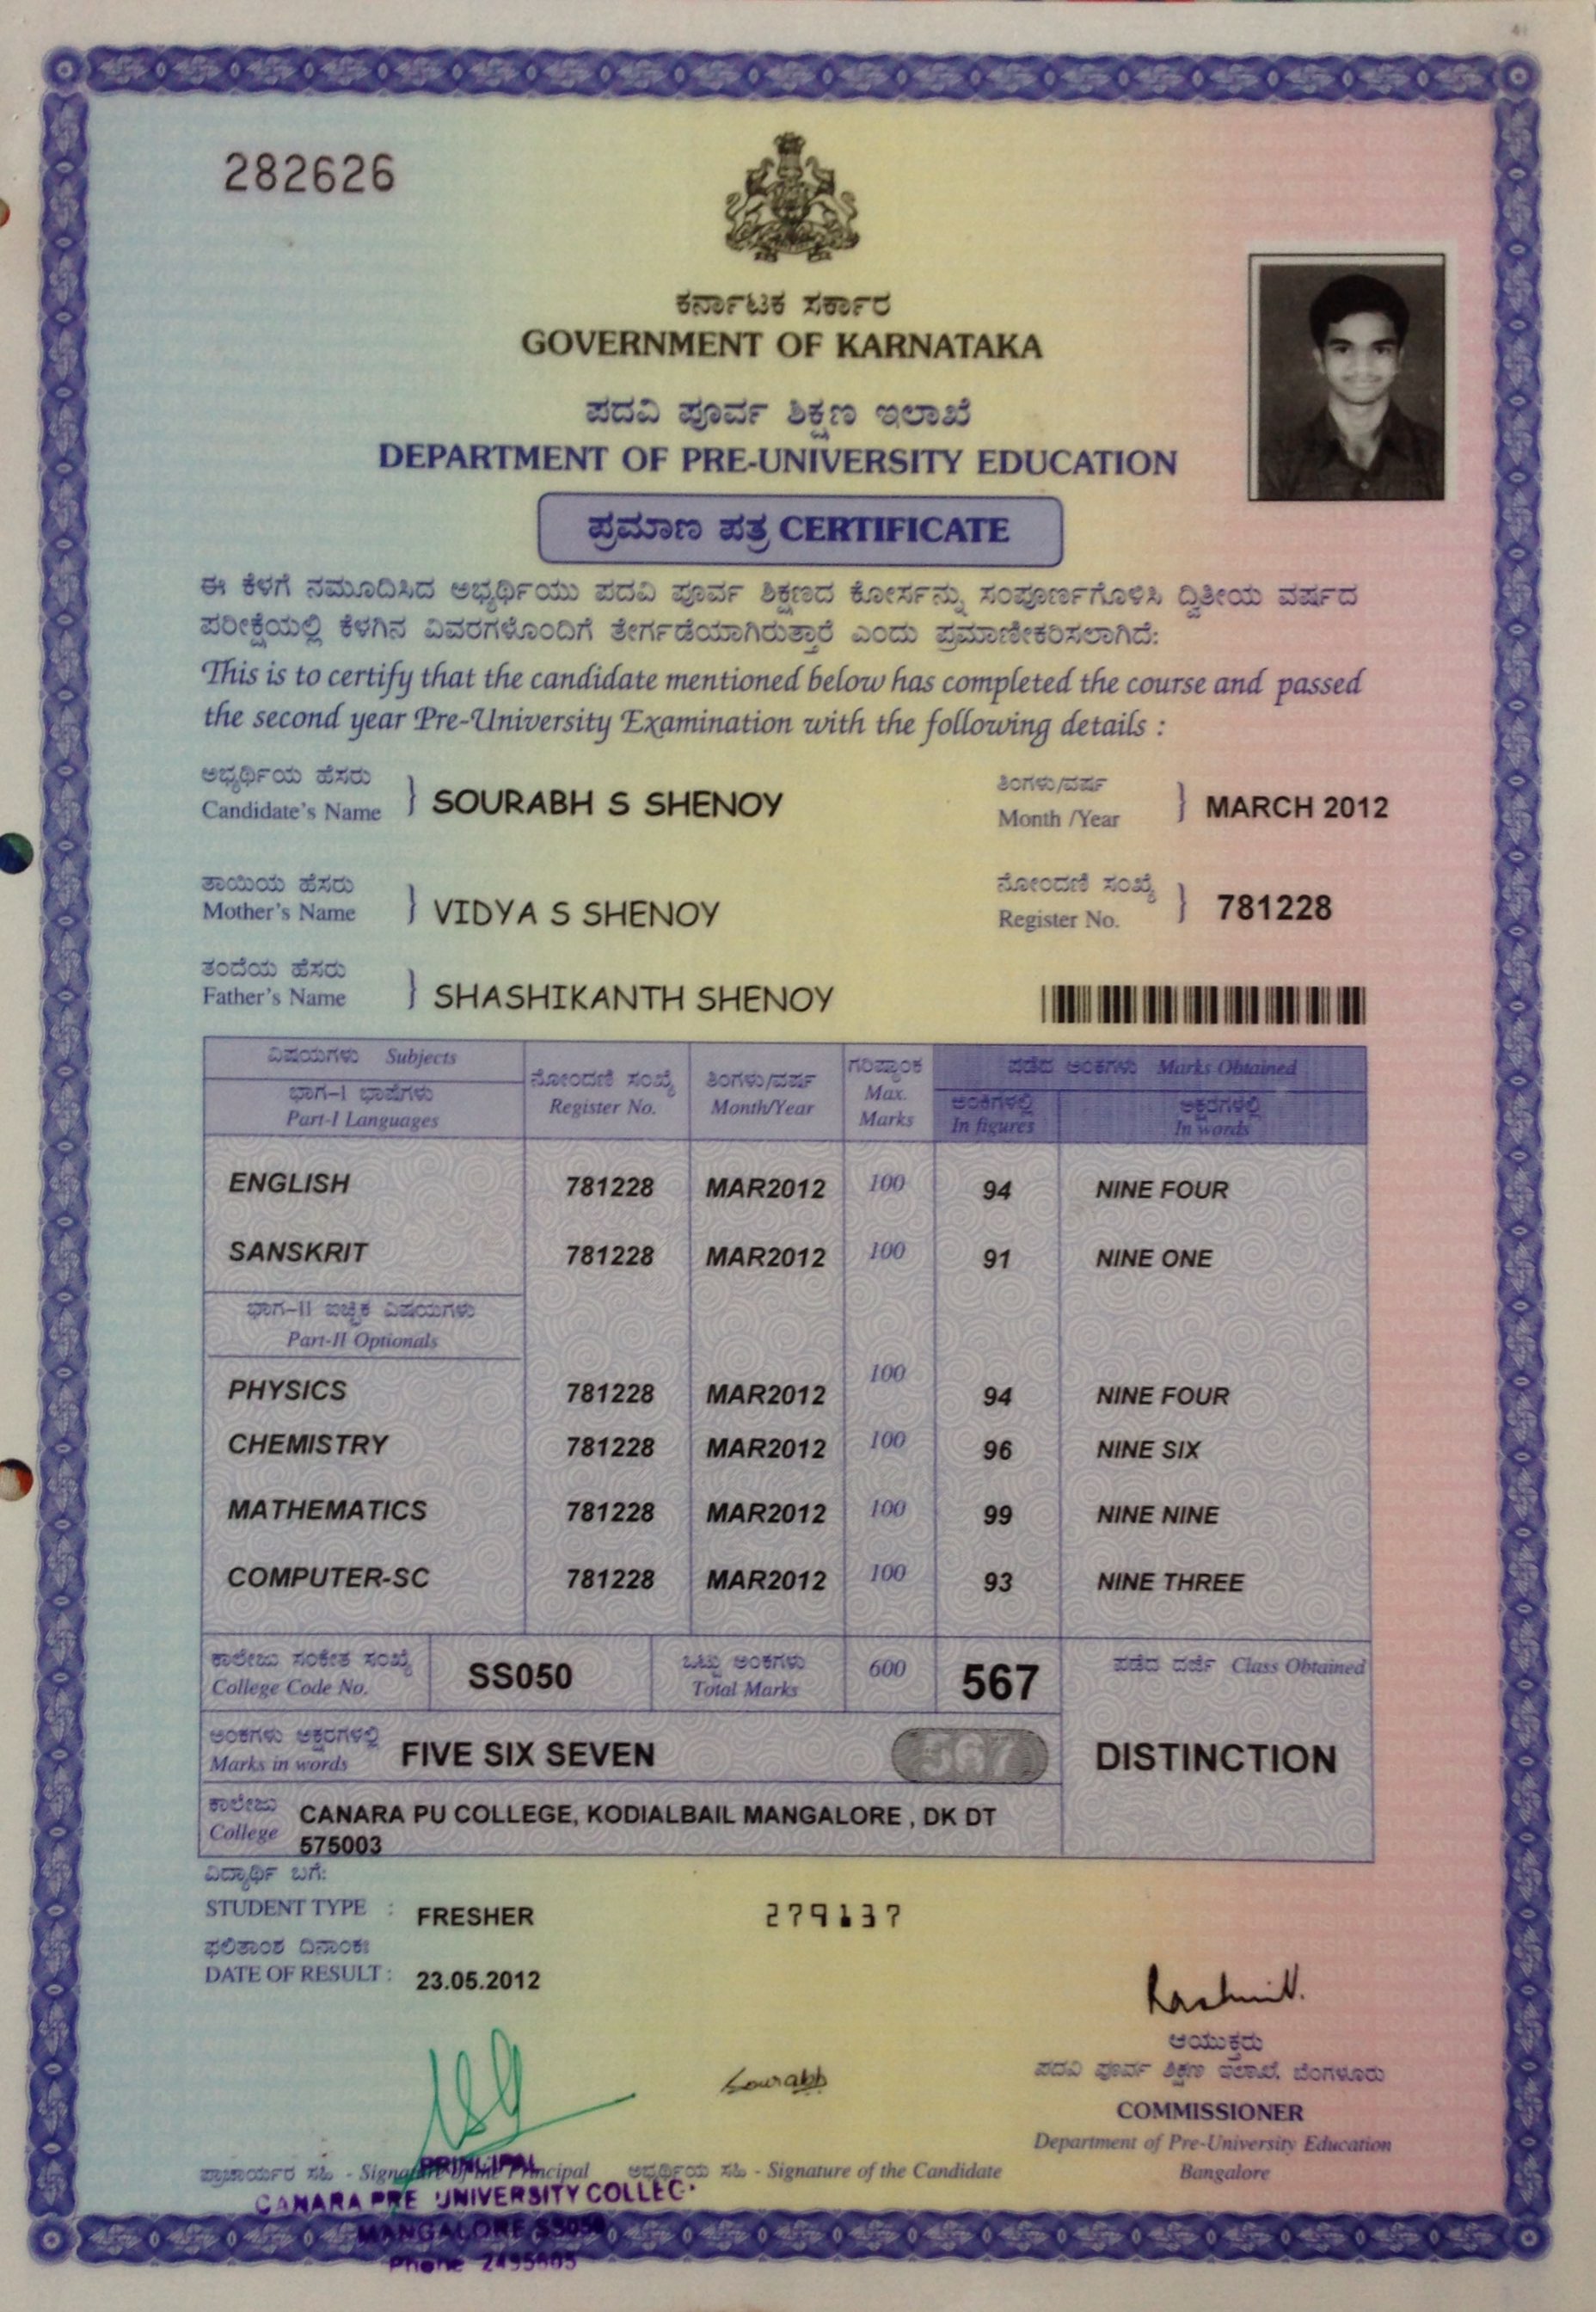 282626
ಕರ್ನಾಟಕ ಸರ್ಕಾರ
GOVERNMENT OF KARNATAKA
ಪದವಿ ಪೂರ್ವ ಶಿಕ್ಷಣ ಇಲಾಖೆ
DEPARTMENT OF PRE-UNIVERSITY EDUCATION
ಪ್ರಮಾಣ ಪತ್ರ CERTIFICATE
ಈ ಕೆಳಗೆ ನಮೂದಿಸಿದ ಅಭ್ಯರ್ಥಿಯು ಪದವಿ ಪೂರ್ವ ಶಿಕ್ಷಣದ ಕೋರ್ಸನ್ನು ಸಂಪೂರ್ಣಗೊಳಿಸಿ ದ್ವಿತೀಯ ವರ್ಷದ
ಪರೀಕ್ಷೆಯಲ್ಲಿ ಕೆಳಗಿನ ವಿವರಗಳೊಂದಿಗೆ ತೇರ್ಗಡೆಯಾಗಿರುತ್ತಾರೆ ಎಂದು ಪ್ರಮಾಣೀಕರಿಸಲಾಗಿದೆ:
This is to certify that the candidate mentioned below has completed the course and passed
the second year Pre-University Examination with the following details :
ಅಭ್ಯರ್ಥಿಯ ಹೆಸರು
Candidate's Name } SOURABH S SHENOY
ತಿಂಗಳು/ವರ್ಷ
Month /Year } MARCH 2012
ತಾಯಿಯ ಹೆಸರು
Mother's Name } VIDYA S SHENOY
ನೋಂದಣಿ ಸಂಖ್ಯೆ
Register No. } 781228
ತಂದೆಯ ಹೆಸರು
Father's Name } SHASHIKANTH SHENOY
ವಿಷಯಗಳು Subjects
ಭಾಗ-I ಭಾಷೆಗಳು
Part-I Languages
ನೋಂದಣಿ ಸಂಖ್ಯೆ
Register No.
ತಿಂಗಳು/ವರ್ಷ
Month/Year
ಗರಿಷ್ಠಾಂಕ
Max.
Marks
ಪಡೆದ ಅಂಕಗಳು Marks Obtained
ಅಂಕಿಗಳಲ್ಲಿ
In figures
ಅಕ್ಷರಗಳಲ್ಲಿ
In words
ENGLISH 781228 MAR2012 100 94 NINE FOUR
SANSKRIT 781228 MAR2012 100 91 NINE ONE
ಭಾಗ-II ಐಚ್ಛಿಕ ವಿಷಯಗಳು
Part-II Optionals
PHYSICS 781228 MAR2012 100 94 NINE FOUR
CHEMISTRY 781228 MAR2012 100 96 NINE SIX
MATHEMATICS 781228 MAR2012 100 99 NINE NINE
COMPUTER-SC 781228 MAR2012 100 93 NINE THREE
ಕಾಲೇಜು ಸಂಕೇತ ಸಂಖ್ಯೆ
College Code No. SS050
ಒಟ್ಟು ಅಂಕಗಳು
Total Marks 600 567
ಪಡೆದ ದರ್ಜೆ Class Obtained
DISTINCTION
ಅಂಕಗಳು ಅಕ್ಷರಗಳಲ್ಲಿ
Marks in words FIVE SIX SEVEN 567
ಕಾಲೇಜು
College CANARA PU COLLEGE, KODIALBAIL MANGALORE , DK DT
575003
ವಿದ್ಯಾರ್ಥಿ ಬಗೆ:
STUDENT TYPE : FRESHER
279137
ಫಲಿತಾಂಶ ದಿನಾಂಕ:
DATE OF RESULT : 23.05.2012
Sourabh
ಆಯುಕ್ತರು
ಪದವಿ ಪೂರ್ವ ಶಿಕ್ಷಣ ಇಲಾಖೆ, ಬೆಂಗಳೂರು
COMMISSIONER
Department of Pre-University Education
Bangalore
ಪ್ರಾಚಾರ್ಯರ ಸಹಿ - Signature of the Principal
ಅಭ್ಯರ್ಥಿಯ ಸಹಿ - Signature of the Candidate
PRINCIPAL
CANARA PRE UNIVERSITY COLLEG
MANGALORE SS050
Phone